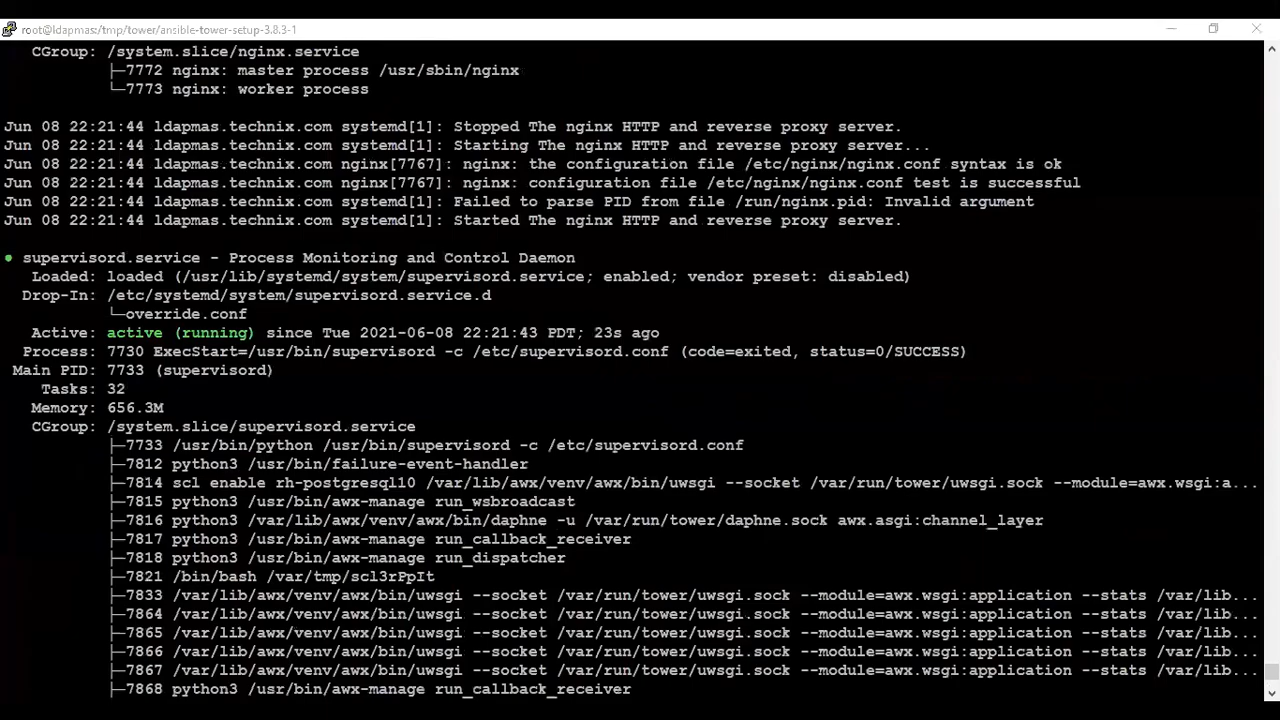 root@ldapmas:/tmp/tower/ansible-tower-setup-3.8.3-1
CGroup: /system.slice/nginx.service
├─7772 nginx: master process /usr/sbin/nginx
└─7773 nginx: worker process
Jun 08 22:21:44 ldapmas.technix.com systemd[1]: Stopped The nginx HTTP and reverse proxy server.
Jun 08 22:21:44 ldapmas.technix.com systemd[1]: Starting The nginx HTTP and reverse proxy server...
Jun 08 22:21:44 ldapmas.technix.com nginx[7767]: nginx: the configuration file /etc/nginx/nginx.conf syntax is ok
Jun 08 22:21:44 ldapmas.technix.com nginx[7767]: nginx: configuration file /etc/nginx/nginx.conf test is successful
Jun 08 22:21:44 ldapmas.technix.com systemd[1]: Failed to parse PID from file /run/nginx.pid: Invalid argument
Jun 08 22:21:44 ldapmas.technix.com systemd[1]: Started The nginx HTTP and reverse proxy server.
● supervisord.service - Process Monitoring and Control Daemon
Loaded: loaded (/usr/lib/systemd/system/supervisord.service; enabled; vendor preset: disabled)
Drop-In: /etc/systemd/system/supervisord.service.d
└─override.conf
Active: active (running) since Tue 2021-06-08 22:21:43 PDT; 23s ago
Process: 7730 ExecStart=/usr/bin/supervisord -c /etc/supervisord.conf (code=exited, status=0/SUCCESS)
Main PID: 7733 (supervisord)
Tasks: 32
Memory: 656.3M
CGroup: /system.slice/supervisord.service
├─7733 /usr/bin/python /usr/bin/supervisord -c /etc/supervisord.conf
├─7812 python3 /usr/bin/failure-event-handler
├─7814 scl enable rh-postgresql10 /var/lib/awx/venv/awx/bin/uwsgi --socket /var/run/tower/uwsgi.sock --module=awx.wsgi:a...
├─7815 python3 /usr/bin/awx-manage run_wsbroadcast
├─7816 python3 /var/lib/awx/venv/awx/bin/daphne -u /var/run/tower/daphne.sock awx.asgi:channel_layer
├─7817 python3 /usr/bin/awx-manage run_callback_receiver
├─7818 python3 /usr/bin/awx-manage run_dispatcher
├─7821 /bin/bash /var/tmp/scl3rPpIt
├─7833 /var/lib/awx/venv/awx/bin/uwsgi --socket /var/run/tower/uwsgi.sock --module=awx.wsgi:application --stats /var/lib...
├─7864 /var/lib/awx/venv/awx/bin/uwsgi --socket /var/run/tower/uwsgi.sock --module=awx.wsgi:application --stats /var/lib...
├─7865 /var/lib/awx/venv/awx/bin/uwsgi --socket /var/run/tower/uwsgi.sock --module=awx.wsgi:application --stats /var/lib...
├─7866 /var/lib/awx/venv/awx/bin/uwsgi --socket /var/run/tower/uwsgi.sock --module=awx.wsgi:application --stats /var/lib...
├─7867 /var/lib/awx/venv/awx/bin/uwsgi --socket /var/run/tower/uwsgi.sock --module=awx.wsgi:application --stats /var/lib...
├─7868 python3 /usr/bin/awx-manage run_callback_receiver